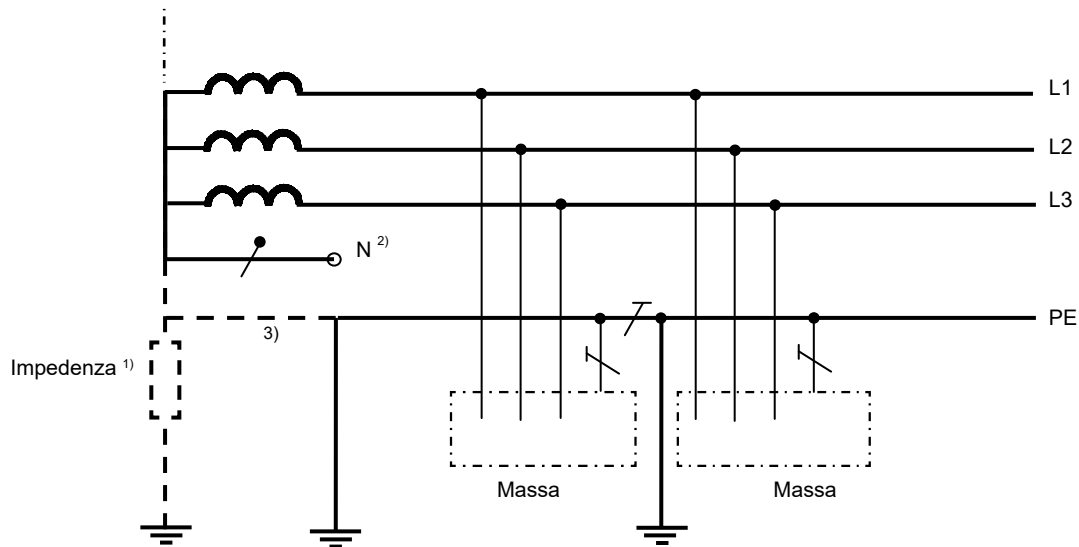 L1
L2
L3
N 2)
PE
3)
Impedenza 1)
Massa
Massa